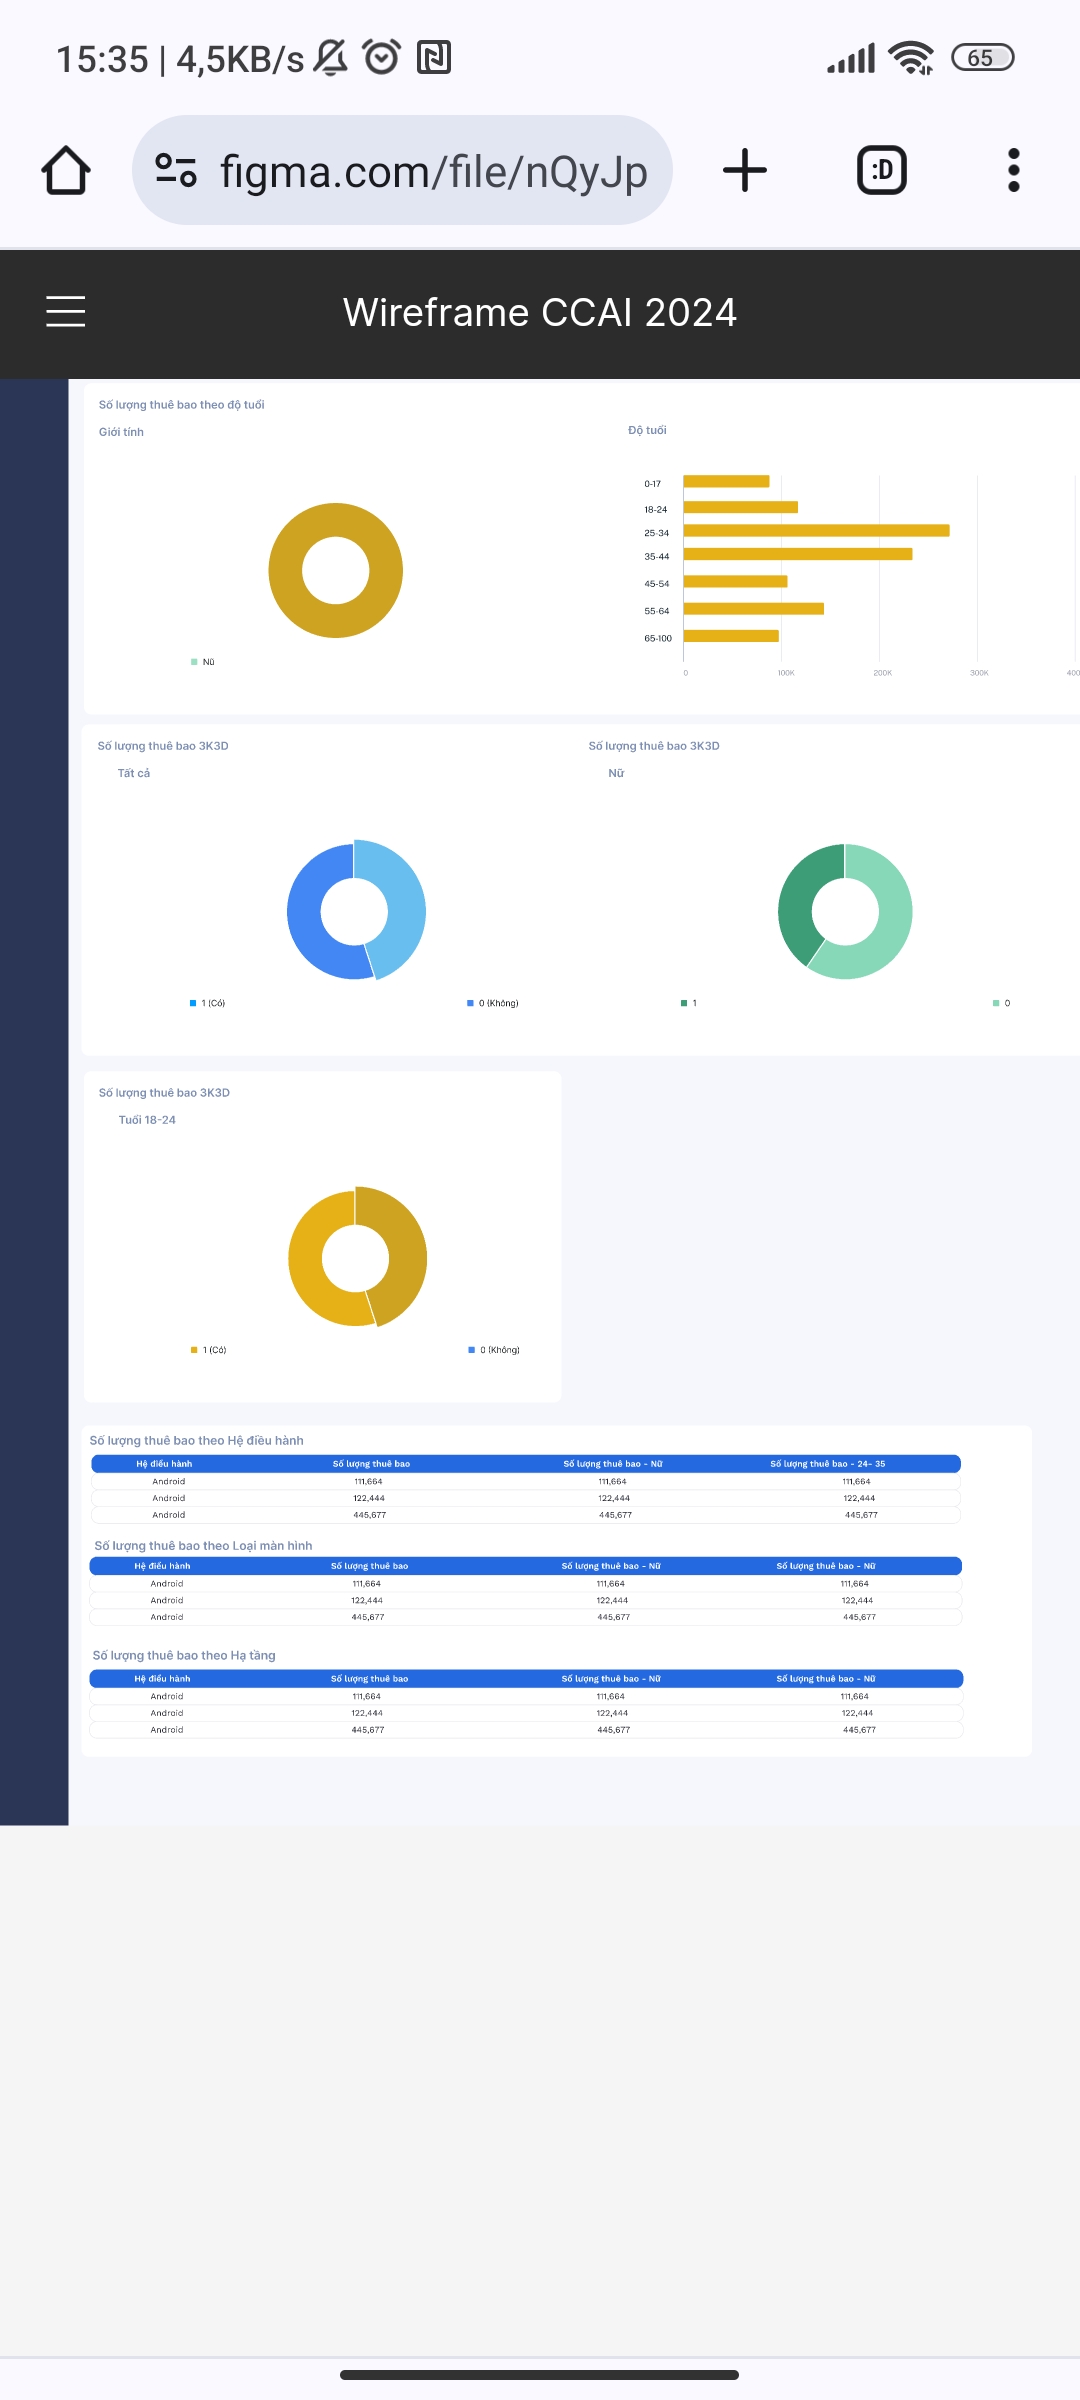 15:35 | 4,5KB/s
65
figma.com/file/nQyJp
:D
Wireframe CCAI 2024
Số lượng thuê bao theo độ tuổi
Giới tính
Độ tuổi
0-17
18-24
25-34
35-44
45-54
55-64
65-100
0 100K 200K 300K 400
Nũ
Số lượng thuê bao 3K3D
Tất cả
1 (Có) 0 (Không)
Số lượng thuê bao 3K3D
Nữ
1 0
Số lượng thuê bao 3K3D
Tuổi 18-24
1 (Có) 0 (Không)
Số lượng thuê bao theo Hệ điều hành
Hệ điều hành Số lượng thuê bao Số lượng thuê bao - Nữ Số lượng thuê bao - 24- 35
Android 111,664 111,664 111,664
Android 122,444 122,444 122,444
Android 445,677 445,677 445,677
Số lượng thuê bao theo Loại màn hình
Hệ điều hành Số lượng thuê bao Số lượng thuê bao - Nữ Số lượng thuê bao - Nữ
Android 111,664 111,664 111,664
Android 122,444 122,444 122,444
Android 445,677 445,677 445,677
Số lượng thuê bao theo Hạ tầng
Hệ điều hành Số lượng thuê bao Số lượng thuê bao - Nữ Số lượng thuê bao - Nữ
Android 111,664 111,664 111,664
Android 122,444 122,444 122,444
Android 445,677 445,677 445,677